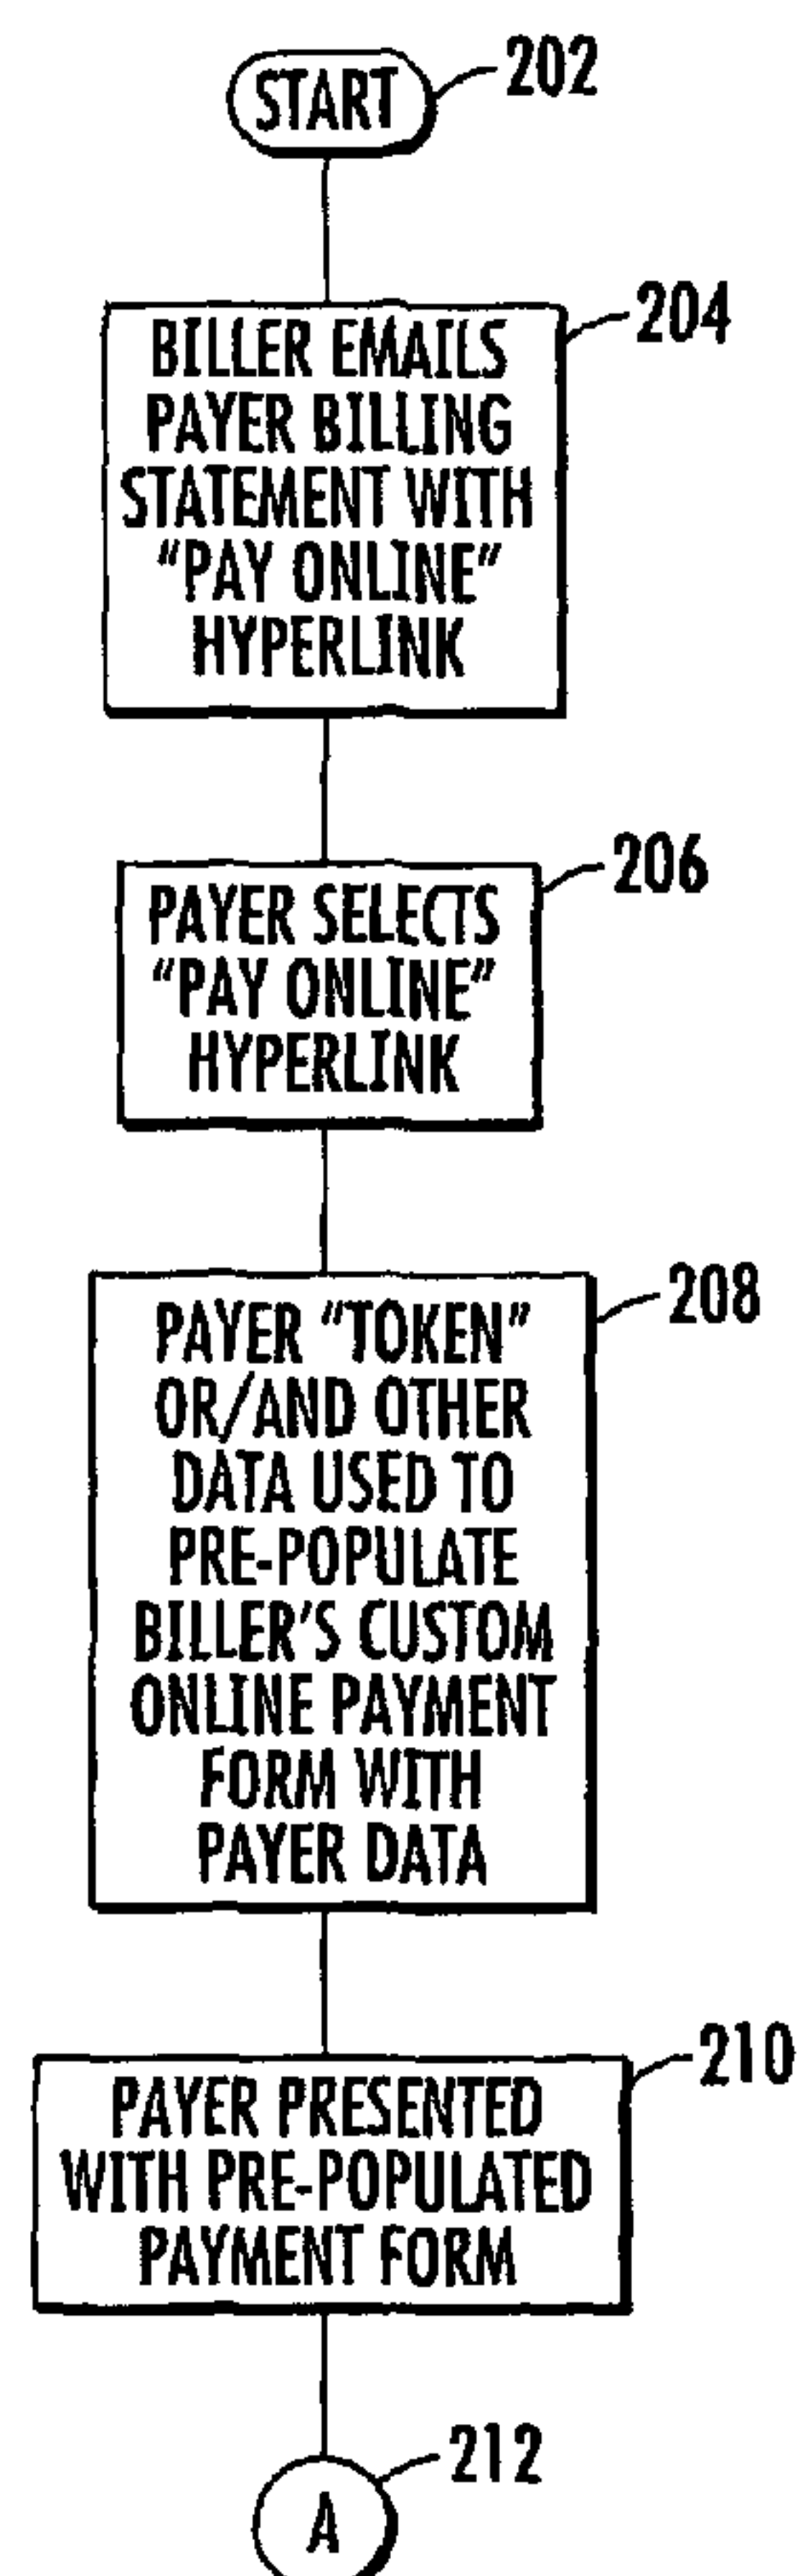 START
202
204
BILLER EMAILS
PAYER BILLING
STATEMENT WITH
“PAY ONLINE”
HYPERLINK
206
PAYER SELECTS
“PAY ONLINE”
HYPERLINK
208
PAYER “TOKEN”
OR/AND OTHER
DATA USED TO
PRE-POPULATE
BILLER'S CUSTOM
ONLINE PAYMENT
FORM WITH
PAYER DATA
210
PAYER PRESENTED
WITH PRE-POPULATED
PAYMENT FORM
212
A